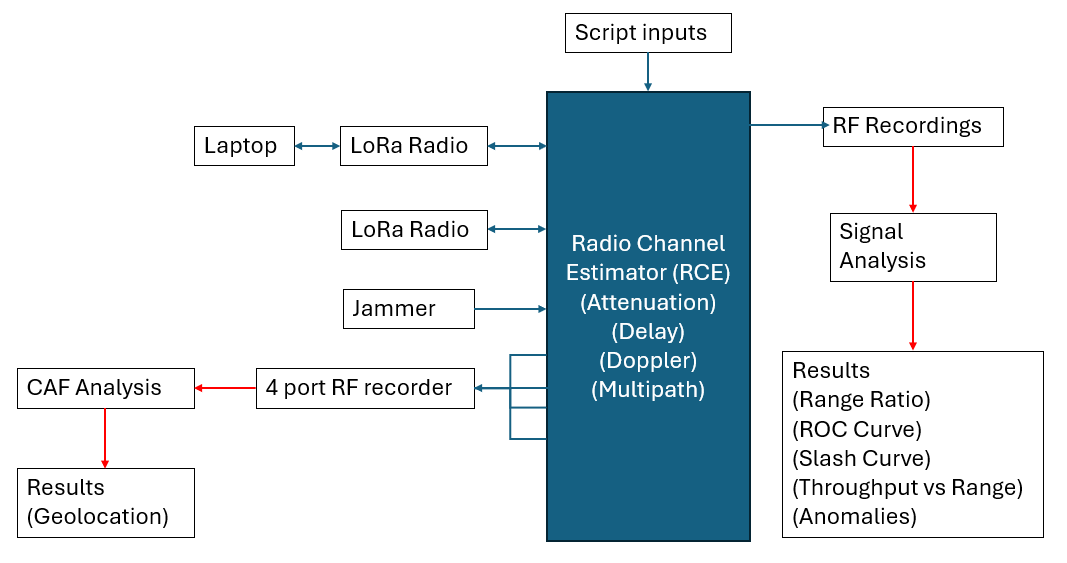 Script inputs
Laptop
LoRa Radio
LoRa Radio
Jammer
4 port RF recorder
CAF Analysis
Results
(Geolocation)
Radio Channel
Estimator (RCE)
(Attenuation)
(Delay)
(Doppler)
(Multipath)
RF Recordings
Signal
Analysis
Results
(Range Ratio)
(ROC Curve)
(Slash Curve)
(Throughput vs Range)
(Anomalies)